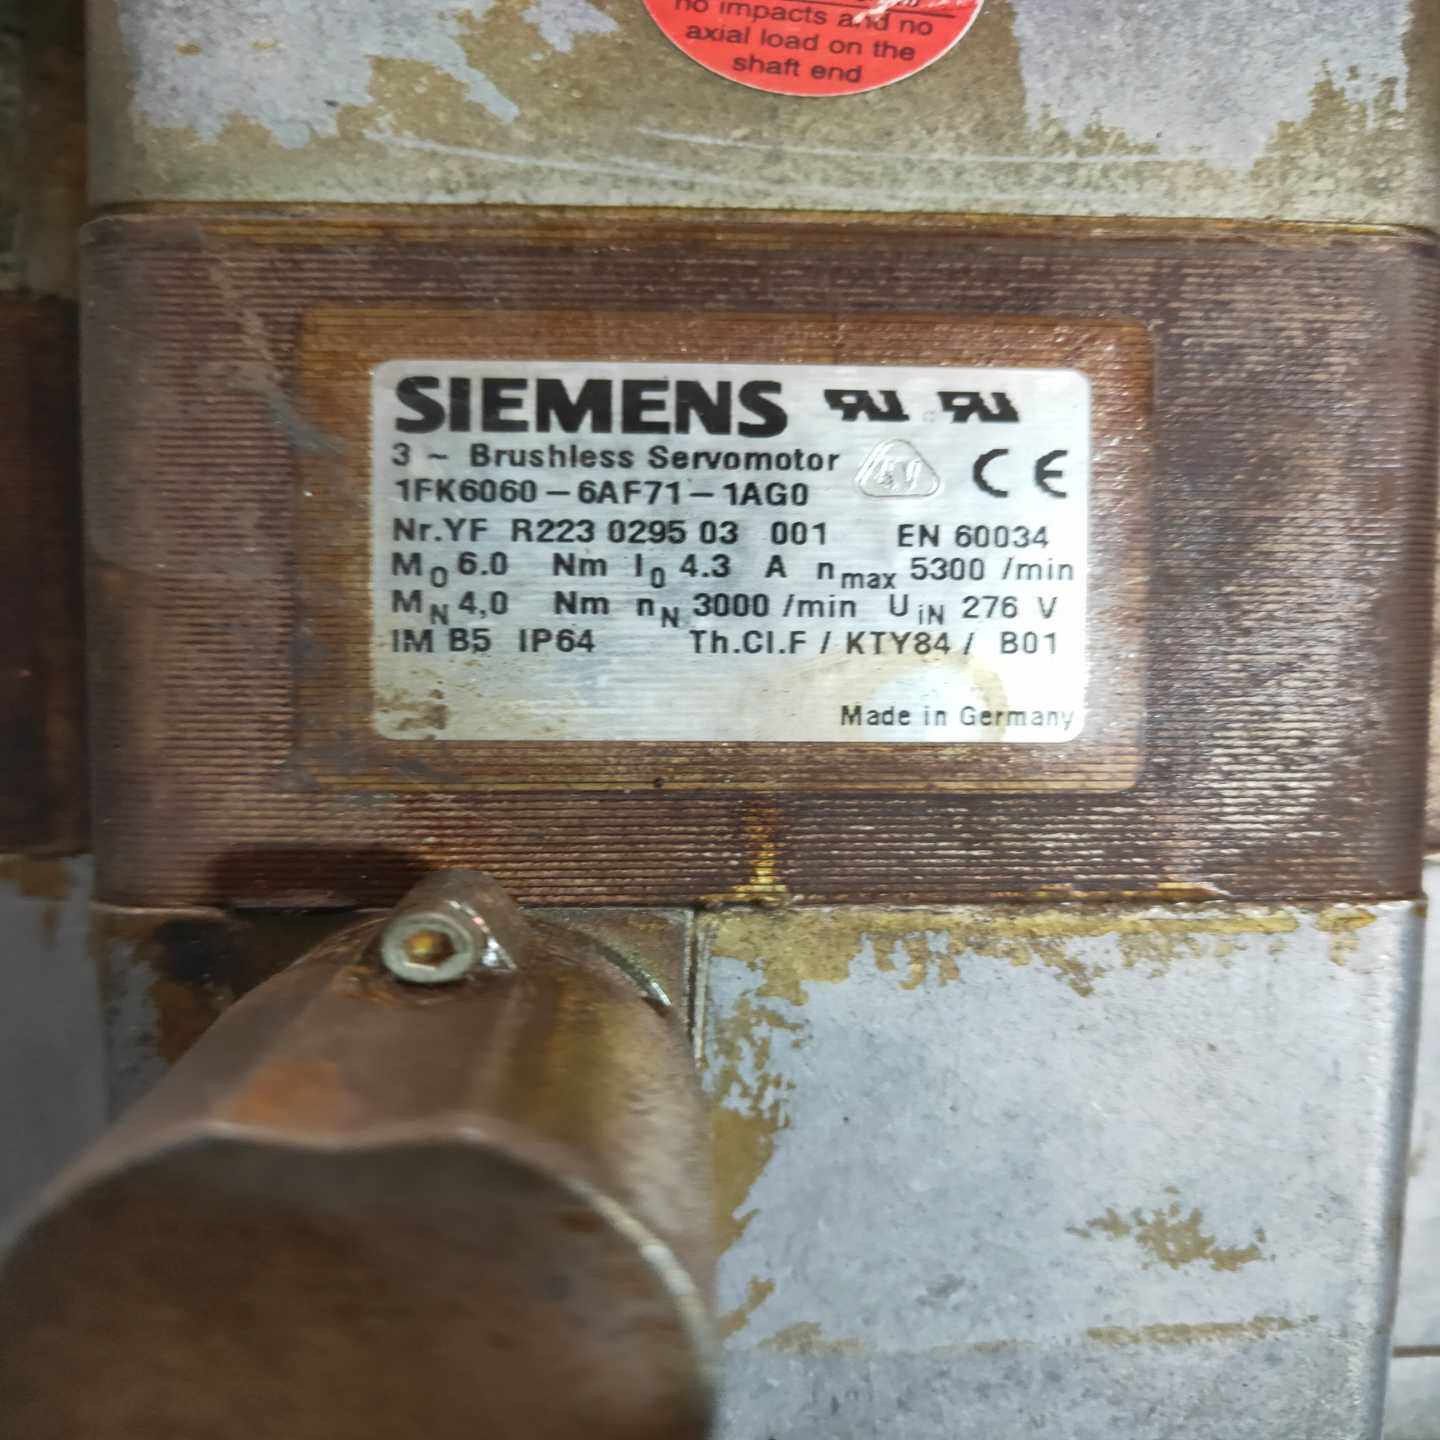 no impacts and no
axial load on the
shaft end
SIEMENS
3 ~ Brushless Servomotor
1FK6060-6AF71-1AG0 CE
Nr.YF R223 0295 03 001 EN 60034
M0 6.0 Nm I0 4.3 A nmax 5300 /min
MN 4,0 Nm nN 3000 /min UiN 276 V
IM B5 IP64 Th.Cl.F / KTY84 / B01
Made in Germany